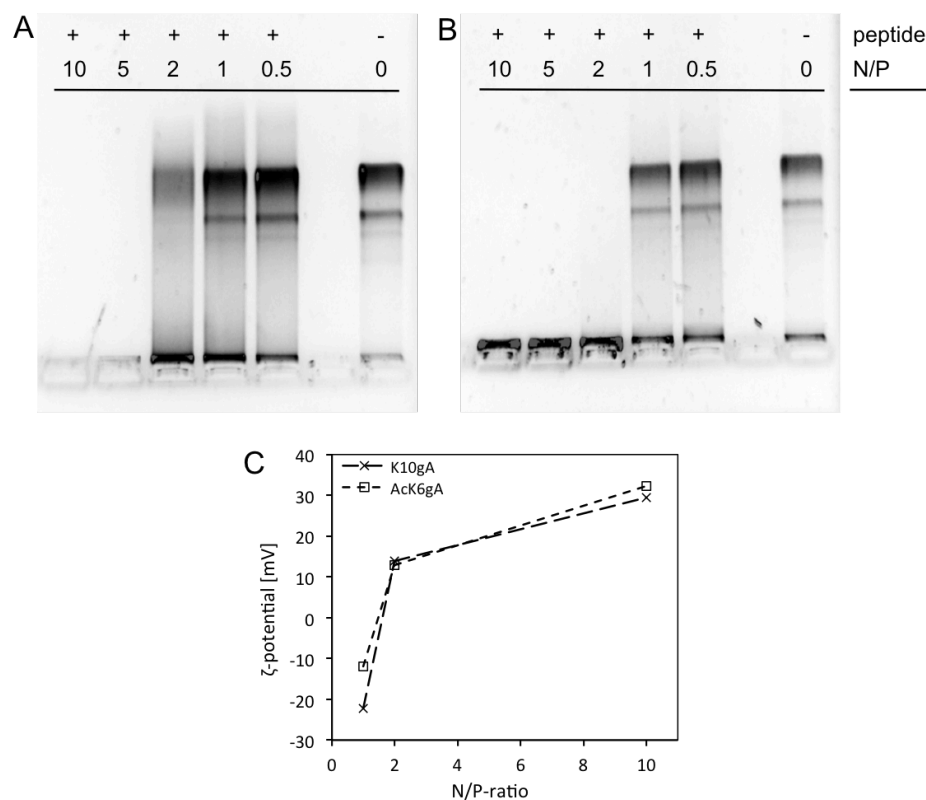 A
+ + + + + -
10 5 2 1 0.5 0
B
+ + + + + - peptide
10 5 2 1 0.5 0 N/P
C
40
30
20
10
0
-10
-20
-30
ζ-potential [mV]
K10gA
AcK6gA
0 2 4 6 8 10
N/P-ratio